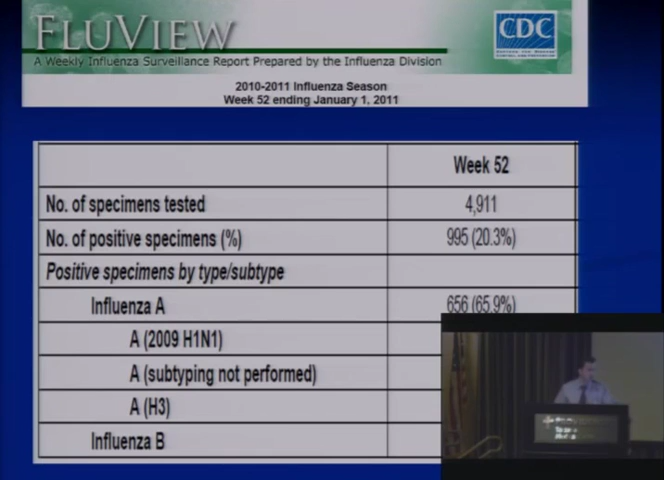 FLUVIEW
CDC
A Weekly Influenza Surveillance Report Prepared by the Influenza Division
2010-2011 Influenza Season
Week 52 ending January 1, 2011
Week 52
No. of specimens tested 4,911
No. of positive specimens (%) 995 (20.3%)
Positive specimens by type/subtype
Influenza A 656 (65.9%)
A (2009 H1N1)
A (subtyping not performed)
A (H3)
Influenza B